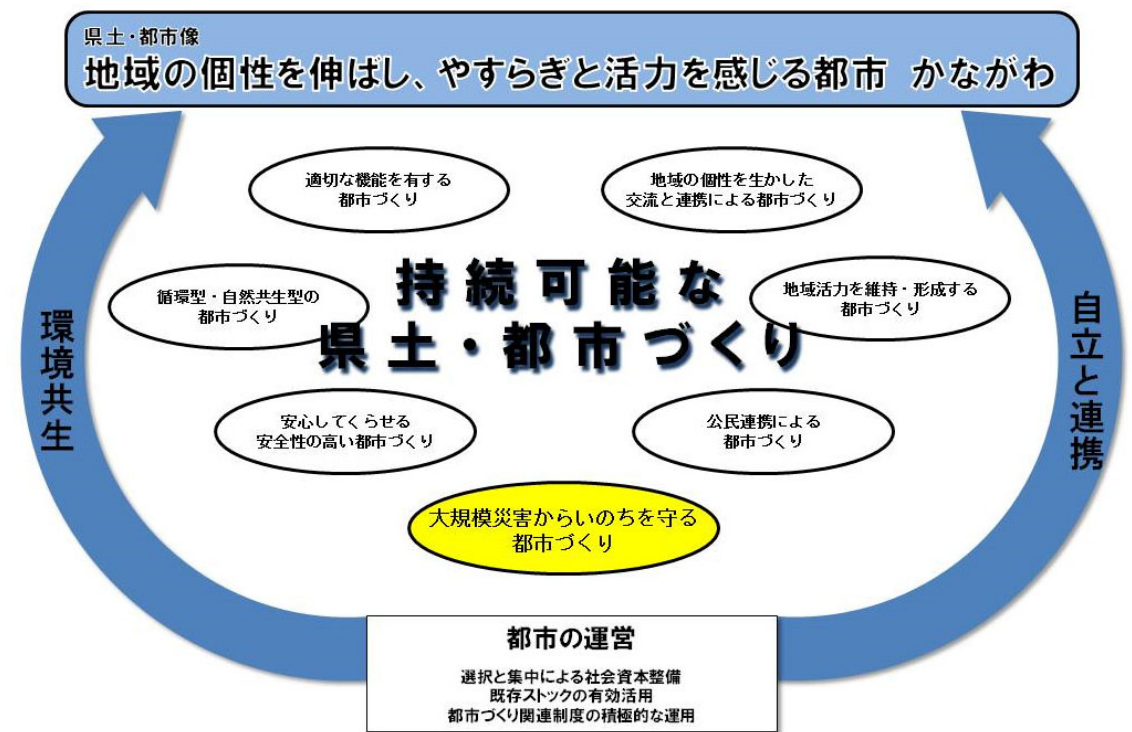 県土・都市像
地域の個性を伸ばし、やすらぎと活力を感じる都市 かながわ
適切な機能を有する
都市づくり
地域の個性を生かした
交流と連携による都市づくり
持続可能な
県土・都市づくり
循環型・自然共生型の
都市づくり
地域活力を維持・形成する
都市づくり
環境共生
自立と連携
安心してくらせる
安全性の高い都市づくり
公民連携による
都市づくり
大規模災害からいのちを守る
都市づくり
都市の運営
選択と集中による社会資本整備
既存ストックの有効活用
都市づくり関連制度の積極的な運用